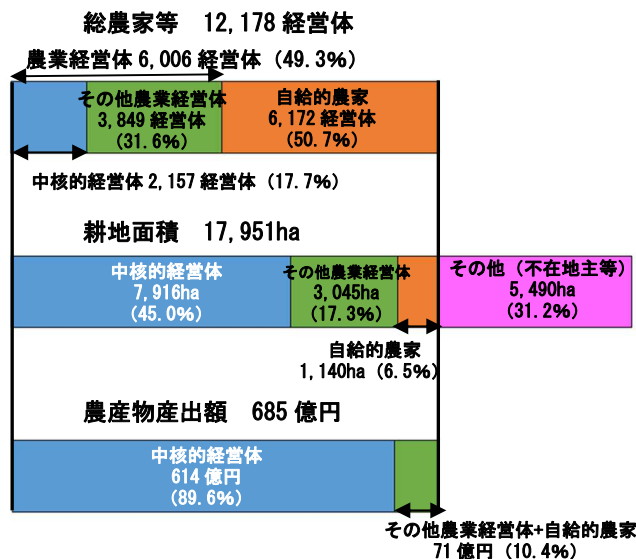 総農家等　12,178 経営体
農業経営体 6,006 経営体 (49.3%)
その他農業経営体
3,849 経営体
(31.6%)
自給的農家
6,172 経営体
(50.7%)
中核的経営体 2,157 経営体 (17.7%)
耕地面積　17,951ha
中核的経営体
7,916ha
(45.0%)
その他農業経営体
3,045ha
(17.3%)
その他（不在地主等）
5,490ha
(31.2%)
自給的農家
1,140ha (6.5%)
農産物産出額　685 億円
中核的経営体
614 億円
(89.6%)
その他農業経営体+自給的農家
71 億円 (10.4%)